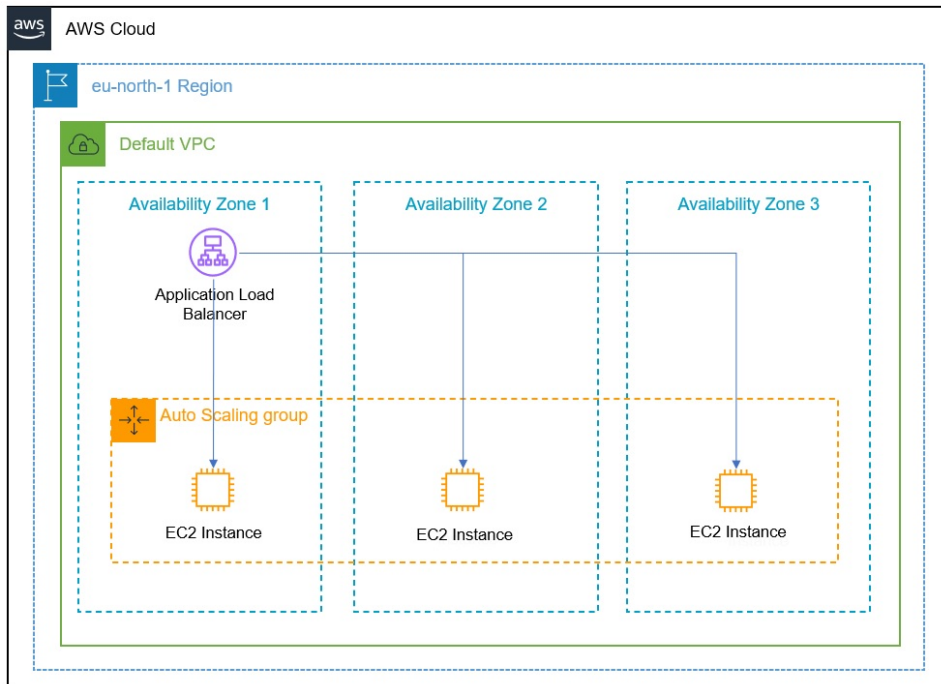 aws
AWS Cloud
eu-north-1 Region
Default VPC
Availability Zone 1
Availability Zone 2
Availability Zone 3
Application Load
Balancer
Auto Scaling group
EC2 Instance
EC2 Instance
EC2 Instance